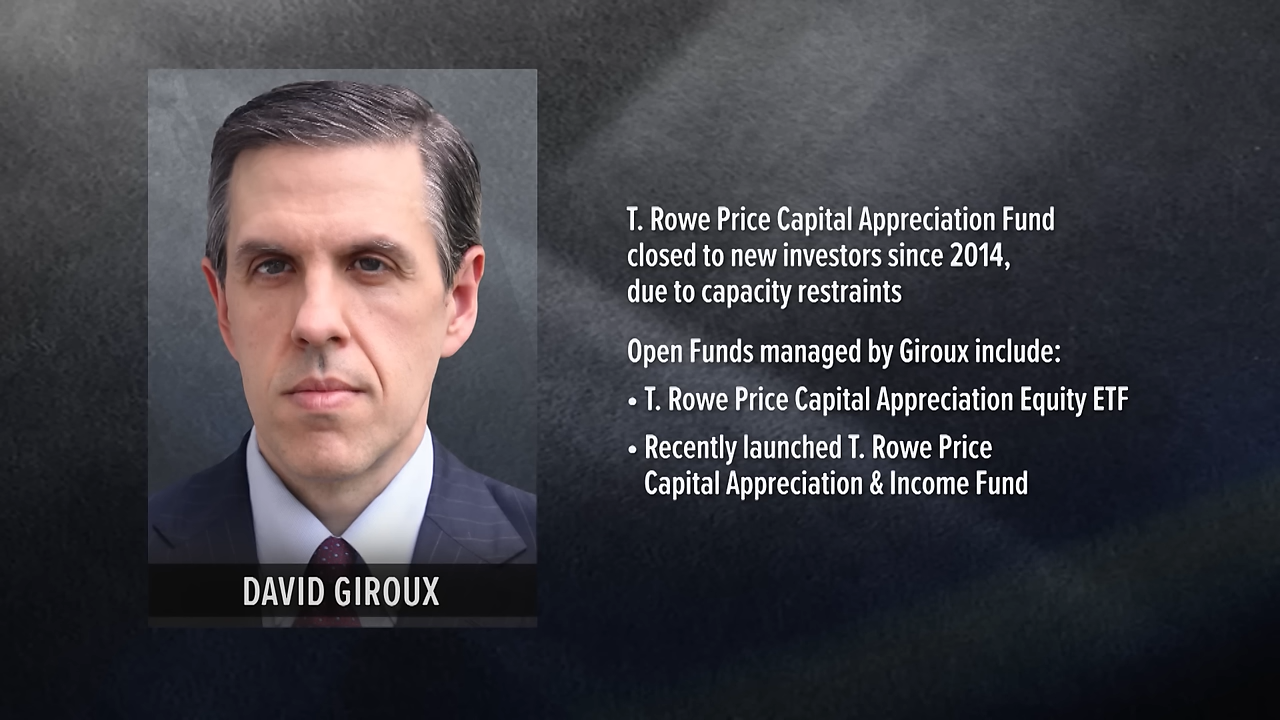 T. Rowe Price Capital Appreciation Fund
closed to new investors since 2014,
due to capacity restraints
Open Funds managed by Giroux include:
• T. Rowe Price Capital Appreciation Equity ETF
• Recently launched T. Rowe Price
Capital Appreciation & Income Fund
DAVID GIROUX